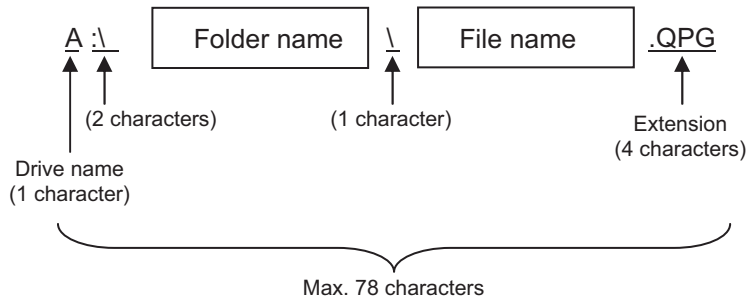 A :\ Folder name \ File name .QPG
(2 characters) (1 character) Extension
(4 characters)
Drive name
(1 character)
Max. 78 characters